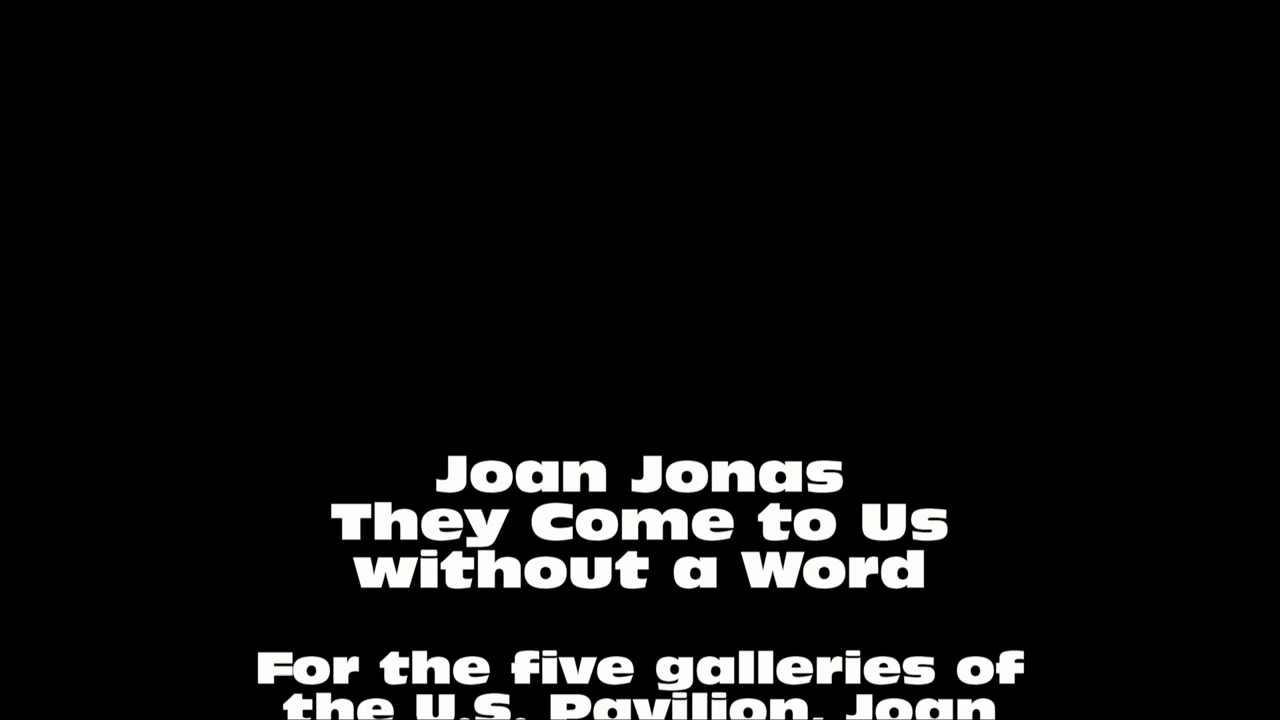 Joan Jonas
They Come to Us
without a Word
For the five galleries of
the U.S. Pavilion, Joan